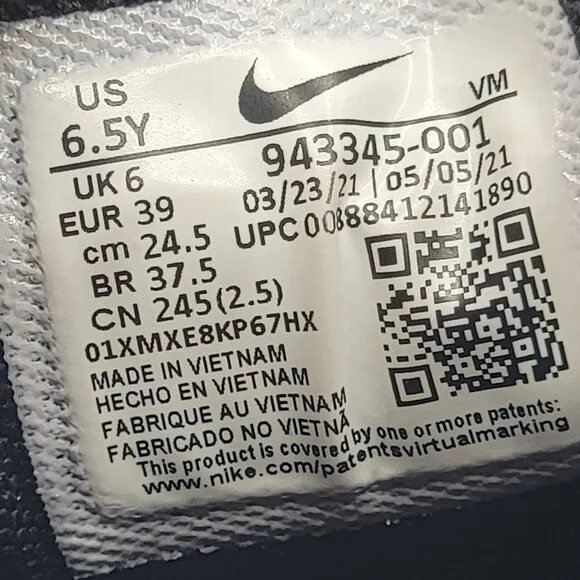 US
6.5Y
VM
UK 6
EUR 39
cm 24.5
BR 37.5
CN 245(2.5)
943345-001
03/23/21 | 05/05/21
UPC 00888412141890
01XMXE8KP67HX
MADE IN VIETNAM
HECHO EN VIETNAM
FABRIQUE AU VIETNAM
FABRICADO NO VIETNÃ
This product is covered by one or more patents:
www.nike.com/patentsvirtualmarking